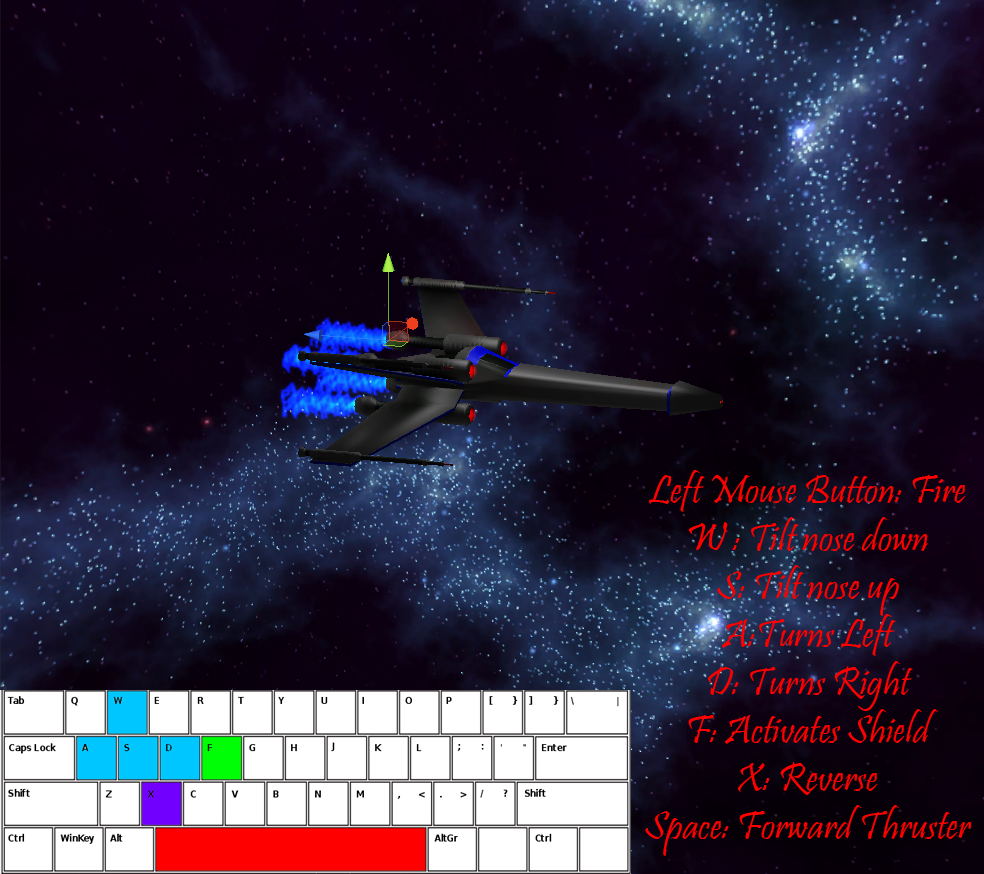 Left Mouse Button: Fire
W : Tilt nose down
S: Tilt nose up
A: Turns Left
D: Turns Right
F: Activates Shield
X: Reverse
Space: Forward Thruster
Tab Q W E R T Y U I O P [ } ] } \ |
Caps Lock A S D F G H J K L ; : ' " Enter
Shift Z X C V B N M , < . > / ? Shift
Ctrl WinKey Alt AltGr Ctrl